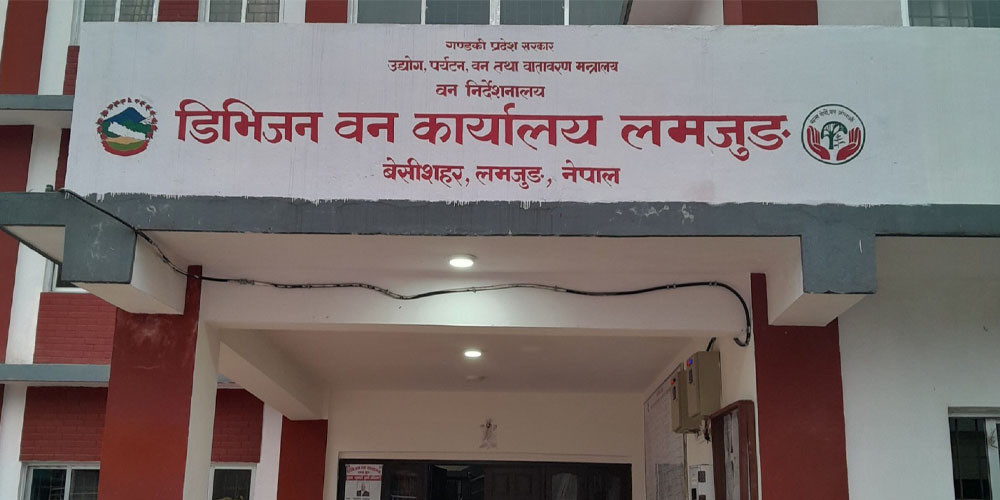 गण्डकी प्रदेश सरकार
उद्योग, पर्यटन, वन तथा वातावरण मन्त्रालय
वन निर्देशनालय
डिभिजन वन कार्यालय लमजुङ
बेसीशहर, लमजुङ, नेपाल